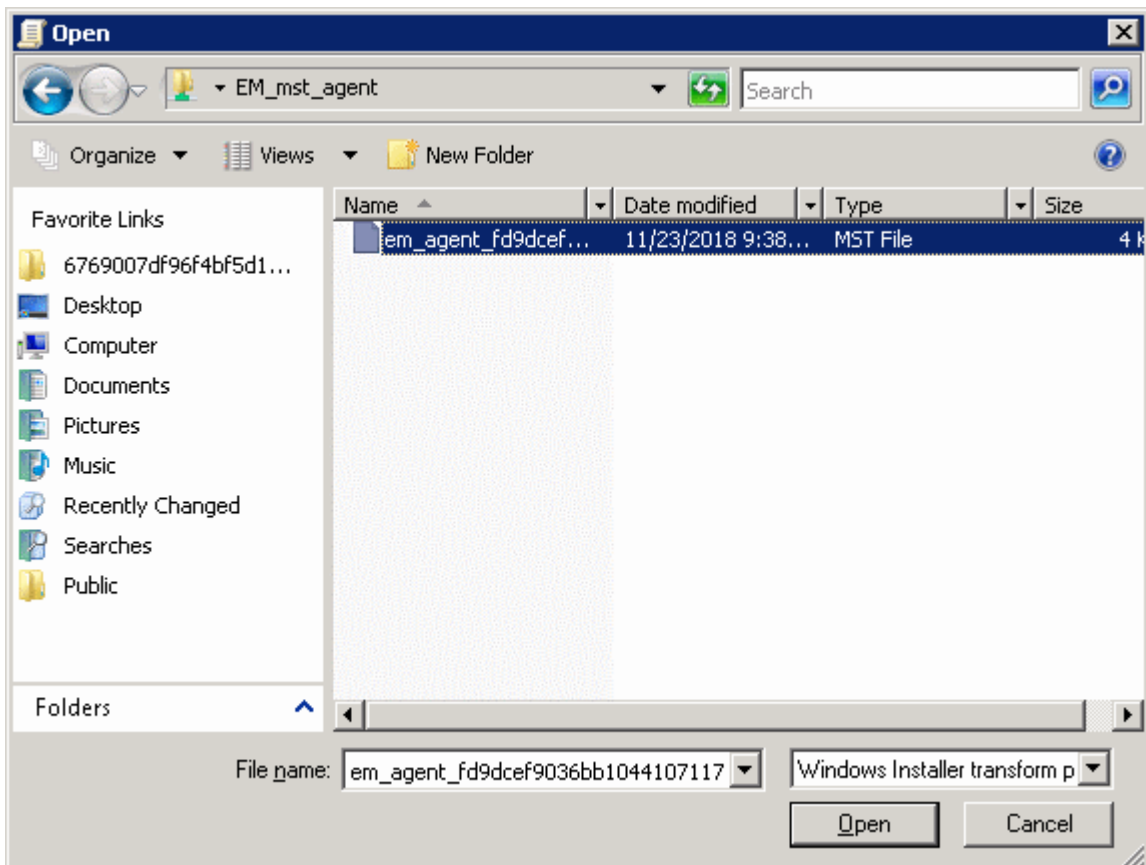 Open
EM_mst_agent
Search
Organize Views New Folder
Favorite Links
6769007df96f4bf5d1...
Desktop
Computer
Documents
Pictures
Music
Recently Changed
Searches
Public
Folders
Name Date modified Type Size
em_agent_fd9dcef... 11/23/2018 9:38... MST File 4 k
File name: em_agent_fd9dcef9036bb1044107117 Windows Installer transform p
Open Cancel